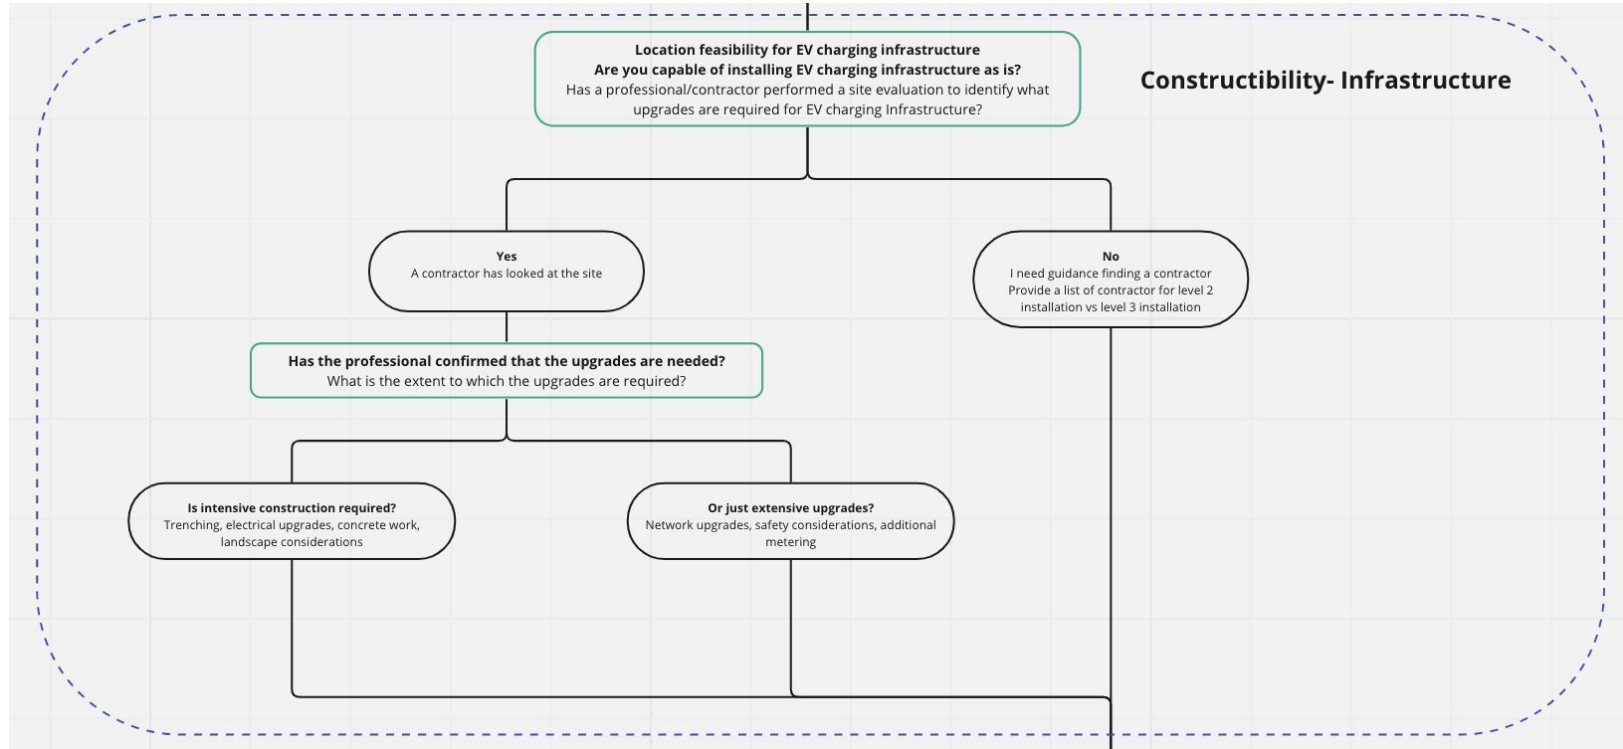 Location feasibility for EV charging infrastructure
Are you capable of installing EV charging infrastructure as is?
Has a professional/contractor performed a site evaluation to identify what
upgrades are required for EV charging Infrastructure?
Constructibility- Infrastructure
Yes
A contractor has looked at the site
No
I need guidance finding a contractor
Provide a list of contractor for level 2
installation vs level 3 installation
Has the professional confirmed that the upgrades are needed?
What is the extent to which the upgrades are required?
Is intensive construction required?
Trenching, electrical upgrades, concrete work,
landscape considerations
Or just extensive upgrades?
Network upgrades, safety considerations, additional
metering